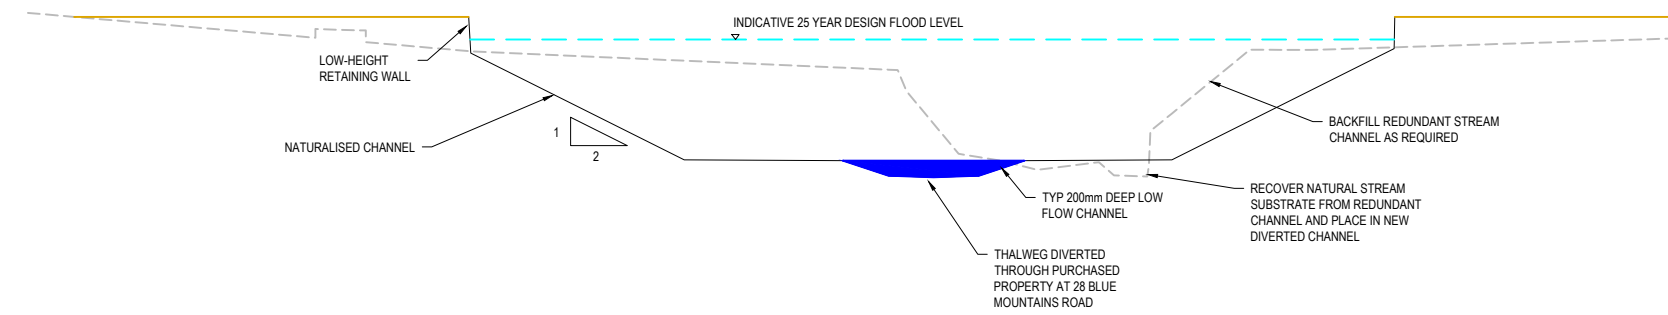 INDICATIVE 25 YEAR DESIGN FLOOD LEVEL
LOW-HEIGHT
RETAINING WALL
1
2
NATURALISED CHANNEL
BACKFILL REDUNDANT STREAM
CHANNEL AS REQUIRED
TYP 200mm DEEP LOW
FLOW CHANNEL
RECOVER NATURAL STREAM
SUBSTRATE FROM REDUNDANT
CHANNEL AND PLACE IN NEW
DIVERTED CHANNEL
THALWEG DIVERTED
THROUGH PURCHASED
PROPERTY AT 28 BLUE
MOUNTAINS ROAD